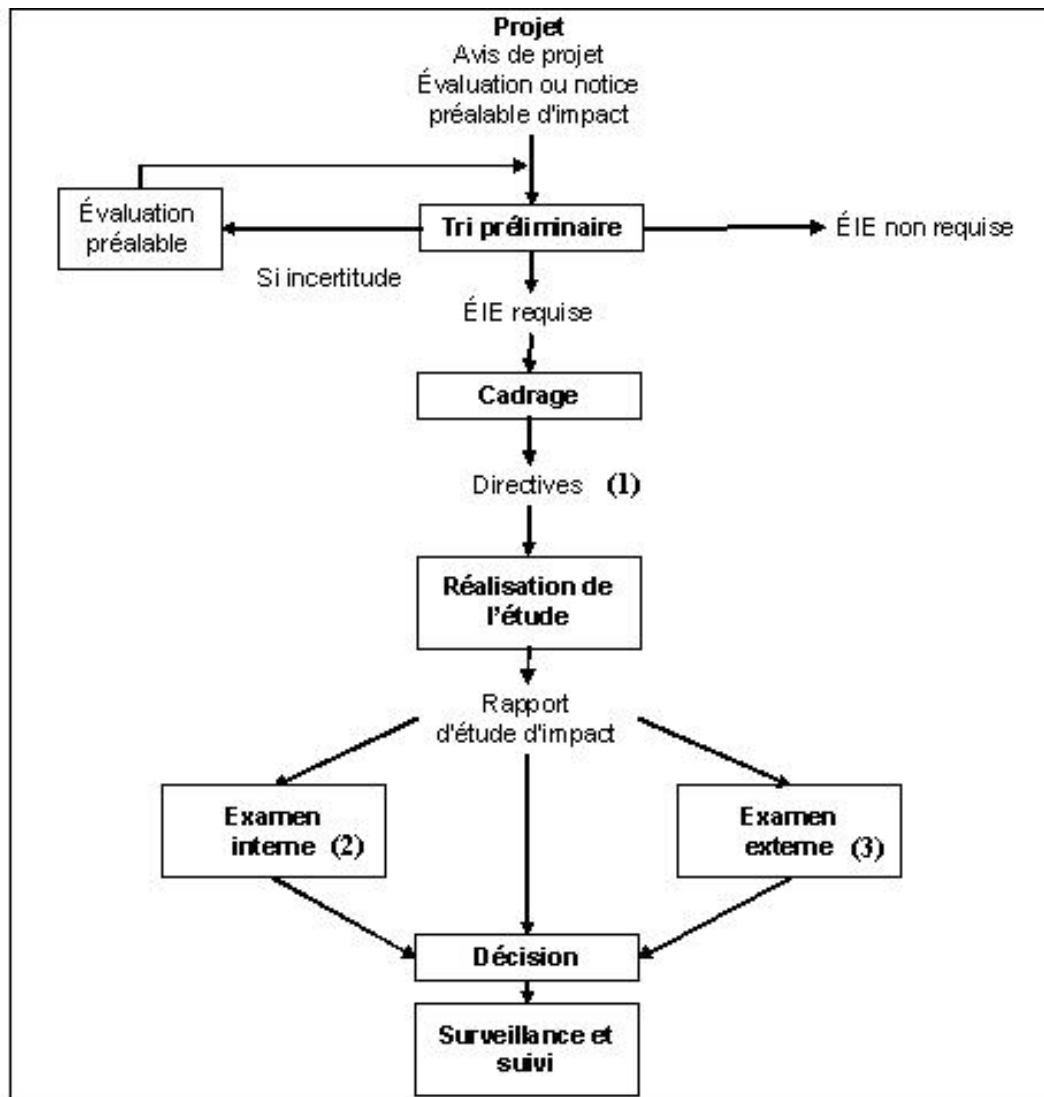 Projet
Avis de projet
Évaluation ou notice
préalable d'impact
Évaluation
préalable
Tri préliminaire
ÉIE non requise
Si incertitude
ÉIE requise
Cadrage
Directives (1)
Réalisation de
l'étude
Rapport
d'étude d'impact
Examen
interne (2)
Examen
externe (3)
Décision
Surveillance et
suivi